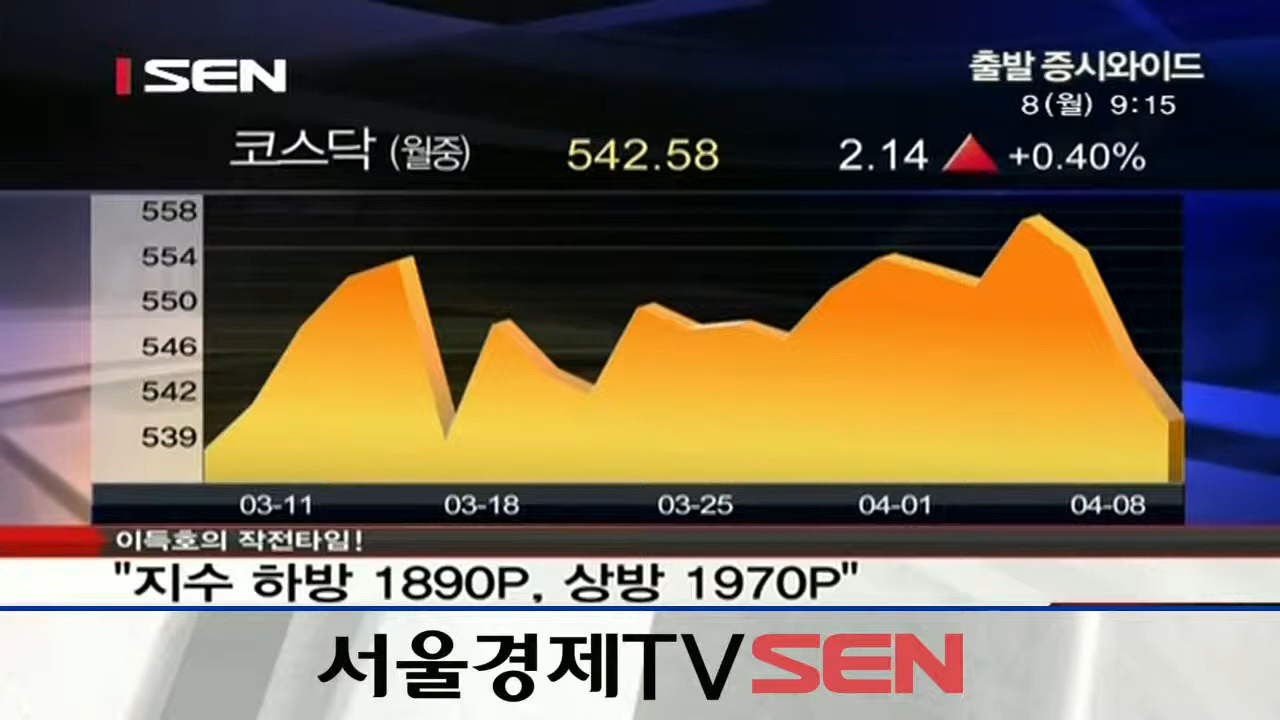 SEN
출발 증시와이드
8(월) 9:15
코스닥 (월중) 542.58 2.14 +0.40%
558
554
550
546
542
539
03-11 03-18 03-25 04-01 04-08
이특호의 작전타임!
"지수 하방 1890P, 상방 1970P"
서울경제TV SEN